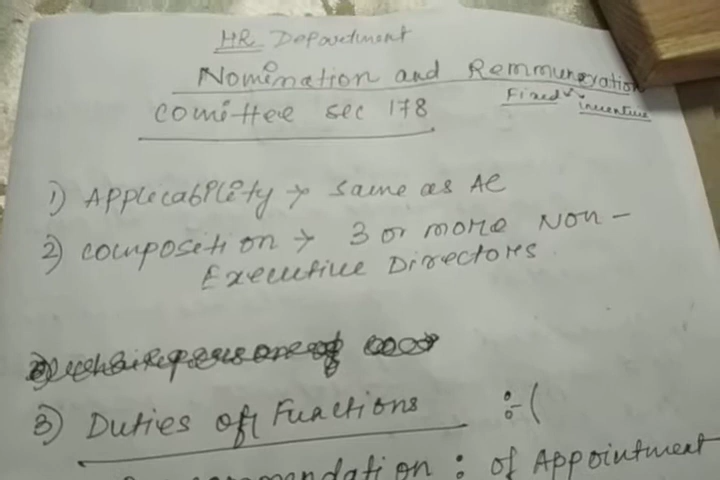 HR Department
Nomination and Remmuneration
Fixed incentive
Comittee sec 178
1) Applicability → same as AC
2) composition → 3 or more Non-
Executive Directors
3) Duties of Functions :-(
mmendation : of Appointment